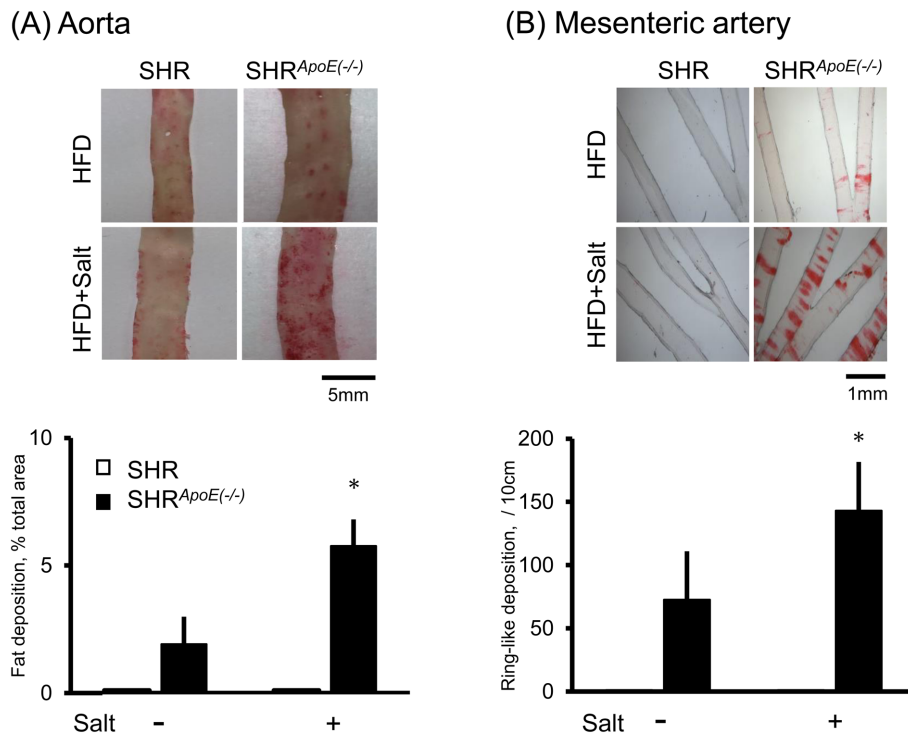 (A) Aorta
SHR SHR^ApoE(-/-)
HFD
HFD+Salt
5mm
10
5
0
Fat deposition, % total area
SHR
SHR^ApoE(-/-)
*
Salt - +
(B) Mesenteric artery
SHR SHR^ApoE(-/-)
HFD
HFD+Salt
1mm
200
150
100
50
0
Ring-like deposition, / 10cm
*
Salt - +